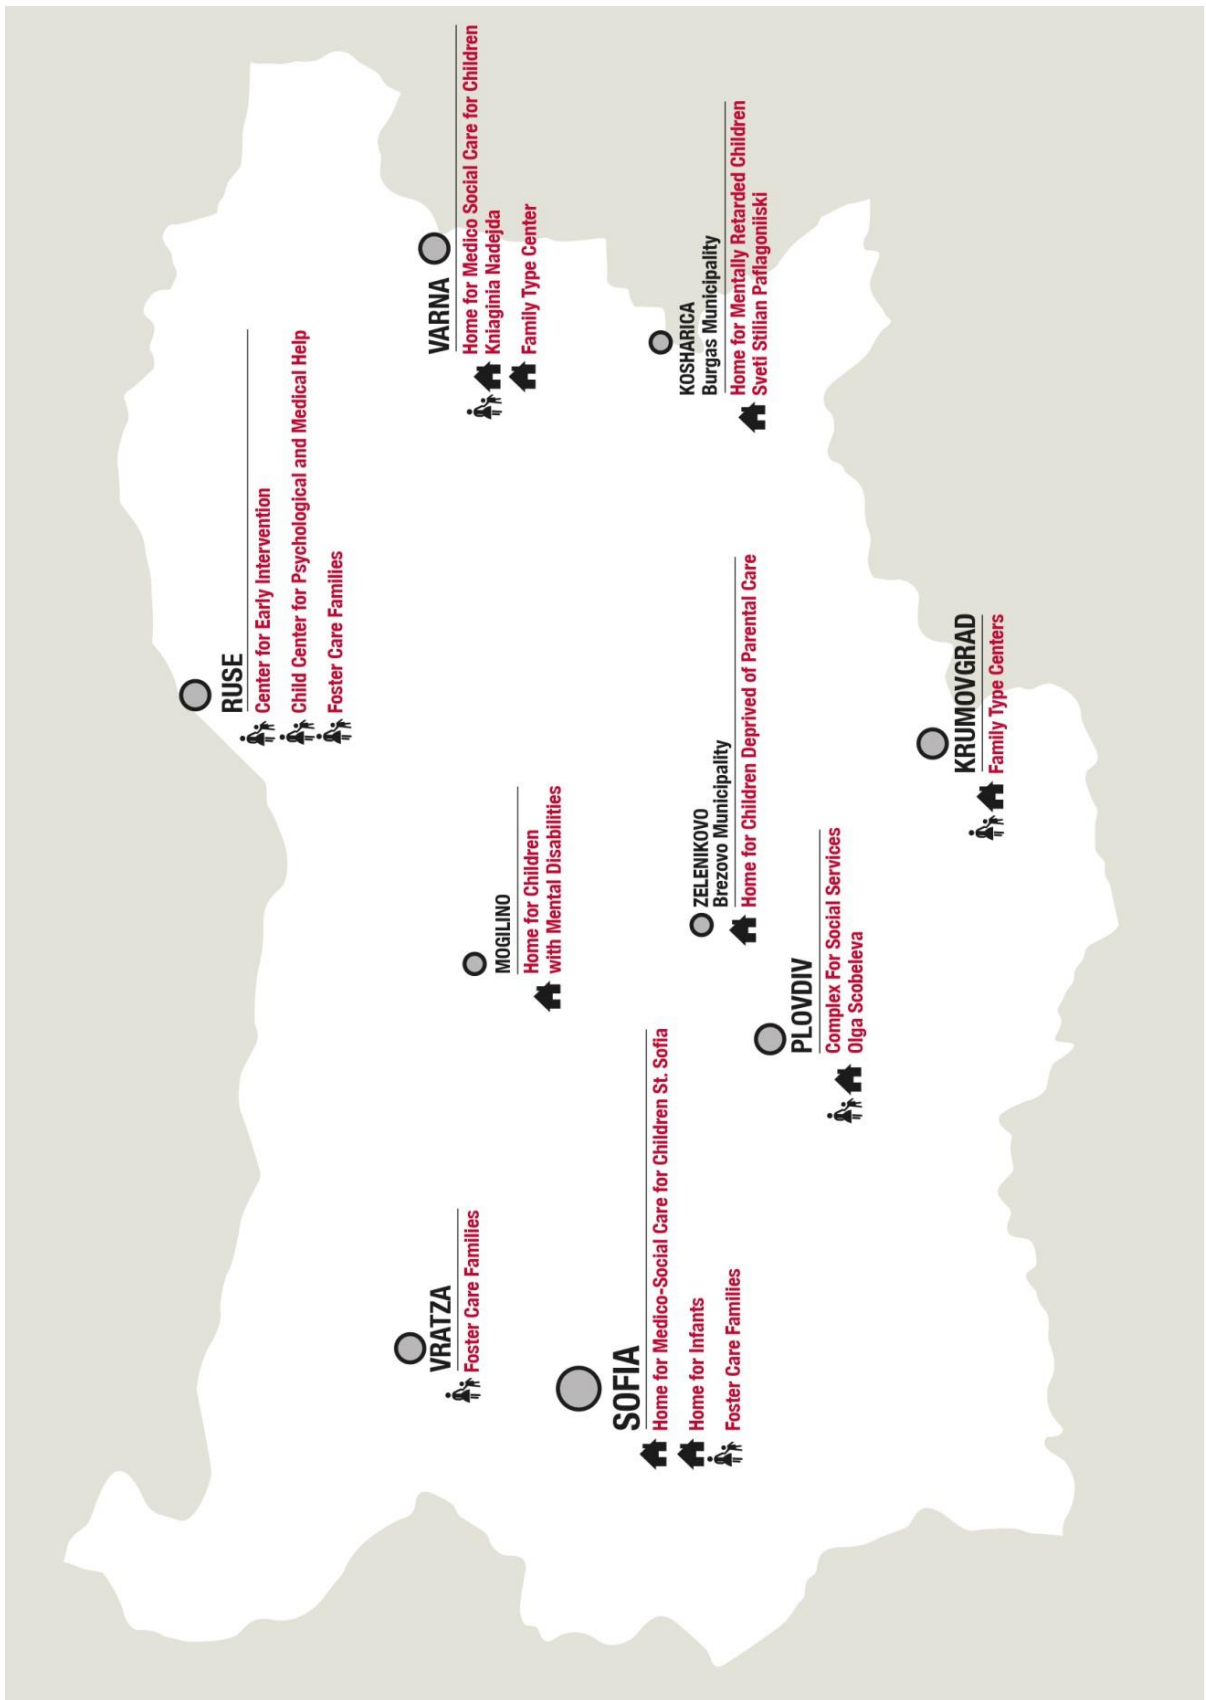 RUSE
Center for Early Intervention
Child Center for Psychological and Medical Help
Foster Care Families
VARNA
Home for Medico Social Care for Children
Kniaginia Nadejda
Family Type Center
VRATZA
Foster Care Families
MOGILINO
Home for Children
with Mental Disabilities
SOFIA
Home for Medico-Social Care for Children St. Sofia
Home for Infants
Foster Care Families
ZELENIKOVO
Brezovo Municipality
Home for Children Deprived of Parental Care
KOSHARICA
Burgas Municipality
Home for Mentally Retarded Children
Sveti Stilian Paflagoniiski
PLOVDIV
Complex For Social Services
Olga Scobeleva
KRUMOVGRAD
Family Type Centers